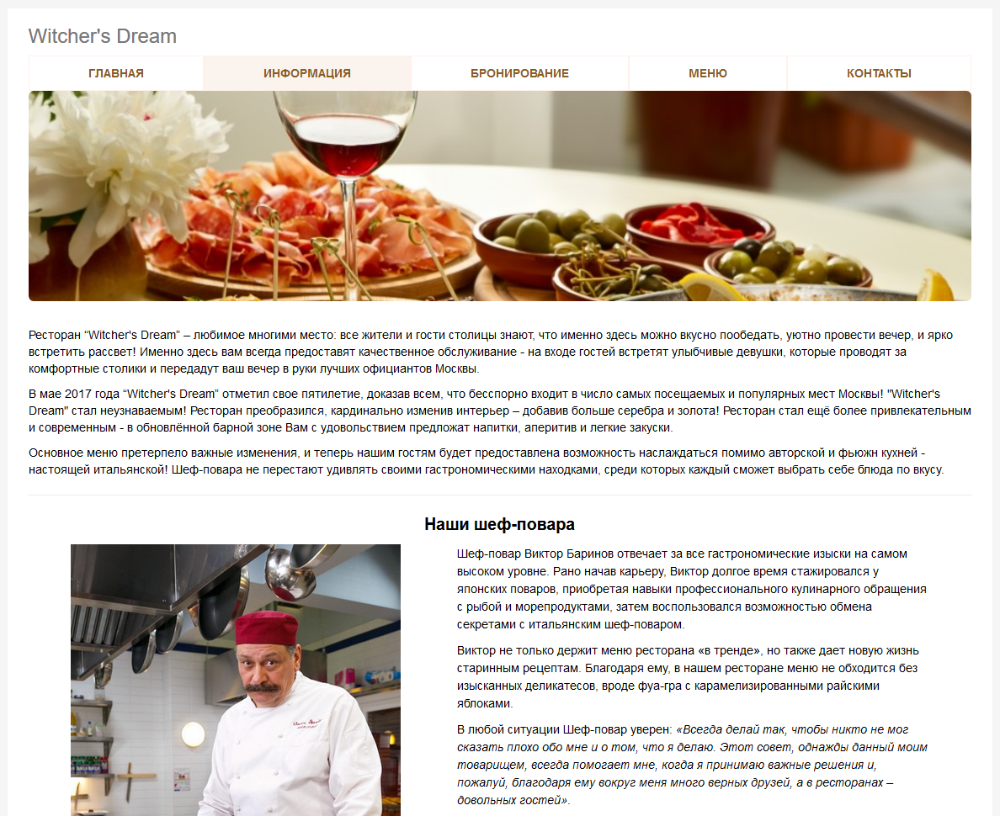 Witcher's Dream
ГЛАВНАЯ ИНФОРМАЦИЯ БРОНИРОВАНИЕ МЕНЮ КОНТАКТЫ
Ресторан “Witcher's Dream” – любимое многими место: все жители и гости столицы знают, что именно здесь можно вкусно пообедать, уютно провести вечер, и ярко
встретить рассвет! Именно здесь вам всегда предоставят качественное обслуживание - на входе гостей встретят улыбчивые девушки, которые проводят за
комфортные столики и передадут ваш вечер в руки лучших официантов Москвы.
В мае 2017 года “Witcher's Dream” отметил свое пятилетие, доказав всем, что бесспорно входит в число самых посещаемых и популярных мест Москвы! "Witcher's
Dream" стал неузнаваемым! Ресторан преобразился, кардинально изменив интерьер – добавив больше серебра и золота! Ресторан стал ещё более привлекательным
и современным - в обновлённой барной зоне Вам с удовольствием предложат напитки, аперитив и легкие закуски.
Основное меню претерпело важные изменения, и теперь нашим гостям будет предоставлена возможность наслаждаться помимо авторской и фьюжн кухней -
настоящей итальянской! Шеф-повара не перестают удивлять своими гастрономическими находками, среди которых каждый сможет выбрать себе блюда по вкусу.
Наши шеф-повара
Шеф-повар Виктор Баринов отвечает за все гастрономические изыски на самом
высоком уровне. Рано начав карьеру, Виктор долгое время стажировался у
японских поваров, приобретая навыки профессионального кулинарного обращения
с рыбой и морепродуктами, затем воспользовался возможностью обмена
секретами с итальянским шеф-поваром.
Виктор не только держит меню ресторана «в тренде», но также дает новую жизнь
старинным рецептам. Благодаря ему, в нашем ресторане меню не обходится без
изысканных деликатесов, вроде фуа-гра с карамелизированными райскими
яблоками.
В любой ситуации Шеф-повар уверен: «Всегда делай так, чтобы никто не мог
сказать плохо обо мне и о том, что я делаю. Этот совет, однажды данный моим
товарищем, всегда помогает мне, когда я принимаю важные решения и,
пожалуй, благодаря ему вокруг меня много верных друзей, а в ресторанах –
довольных гостей».